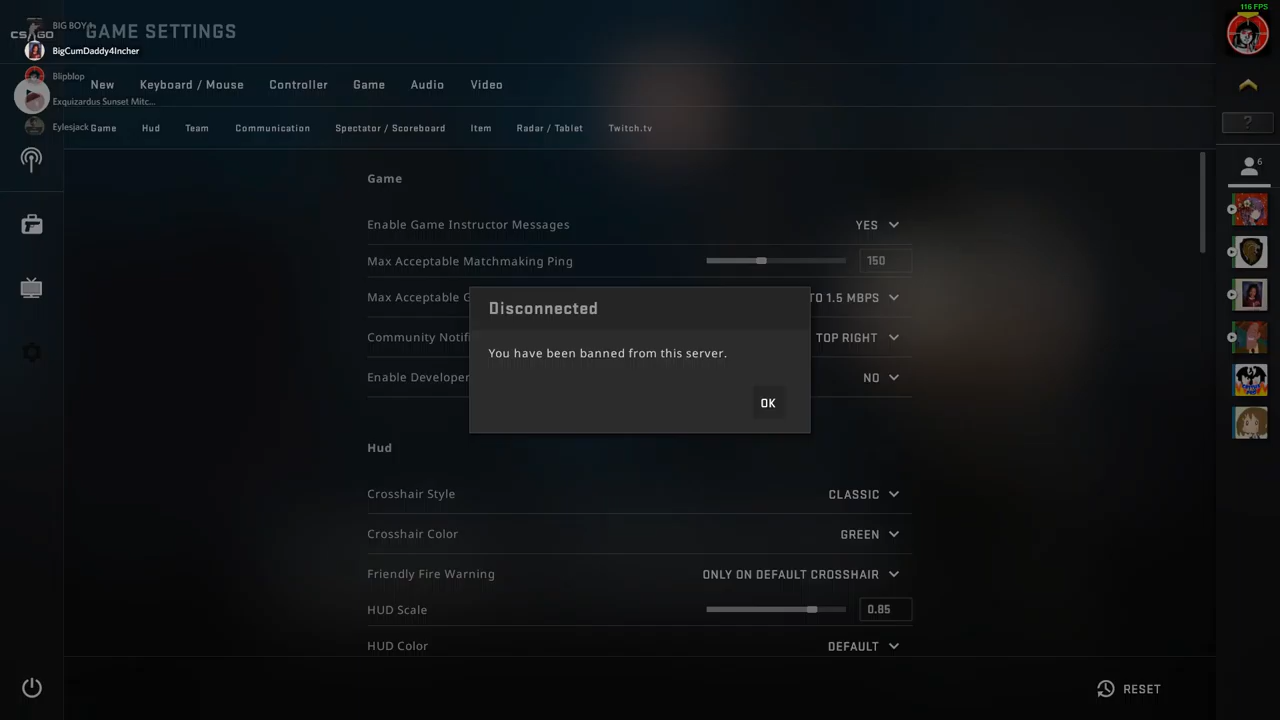 116 FPS
BIG BOY
CS:GO
GAME SETTINGS
BigCumDaddy4Incher
Blipblop
New
Keyboard / Mouse
Controller
Game
Audio
Video
Exquizardus Sunset Mitc...
Eylesjack
Game
Hud
Team
Communication
Spectator / Scoreboard
Item
Radar / Tablet
Twitch.tv
?
6
Game
Enable Game Instructor Messages
YES
Max Acceptable Matchmaking Ping
150
Max Acceptable G
TO 1.5 MBPS
Community Notifi
TOP RIGHT
Enable Developer
NO
Disconnected
You have been banned from this server.
OK
Hud
Crosshair Style
CLASSIC
Crosshair Color
GREEN
Friendly Fire Warning
ONLY ON DEFAULT CROSSHAIR
HUD Scale
0.85
HUD Color
DEFAULT
RESET